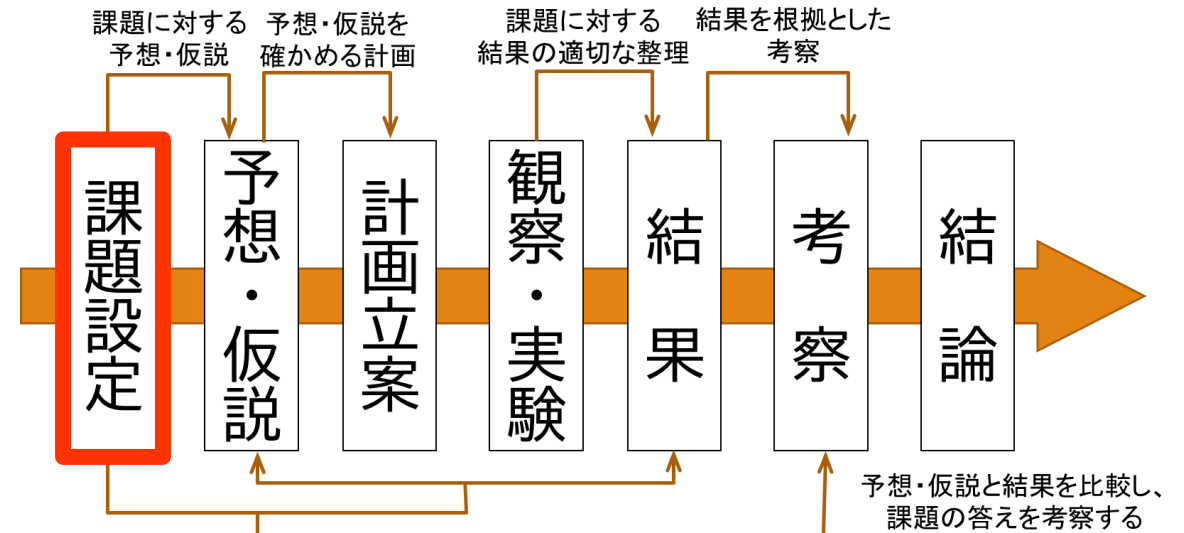 課題に対する
予想・仮説
予想・仮説を
確かめる計画
課題に対する
結果の適切な整理
結果を根拠とした
考察
課題設定
予想・仮説
計画立案
観察・実験
結果
考察
結論
予想・仮説と結果を比較し、
課題の答えを考察する